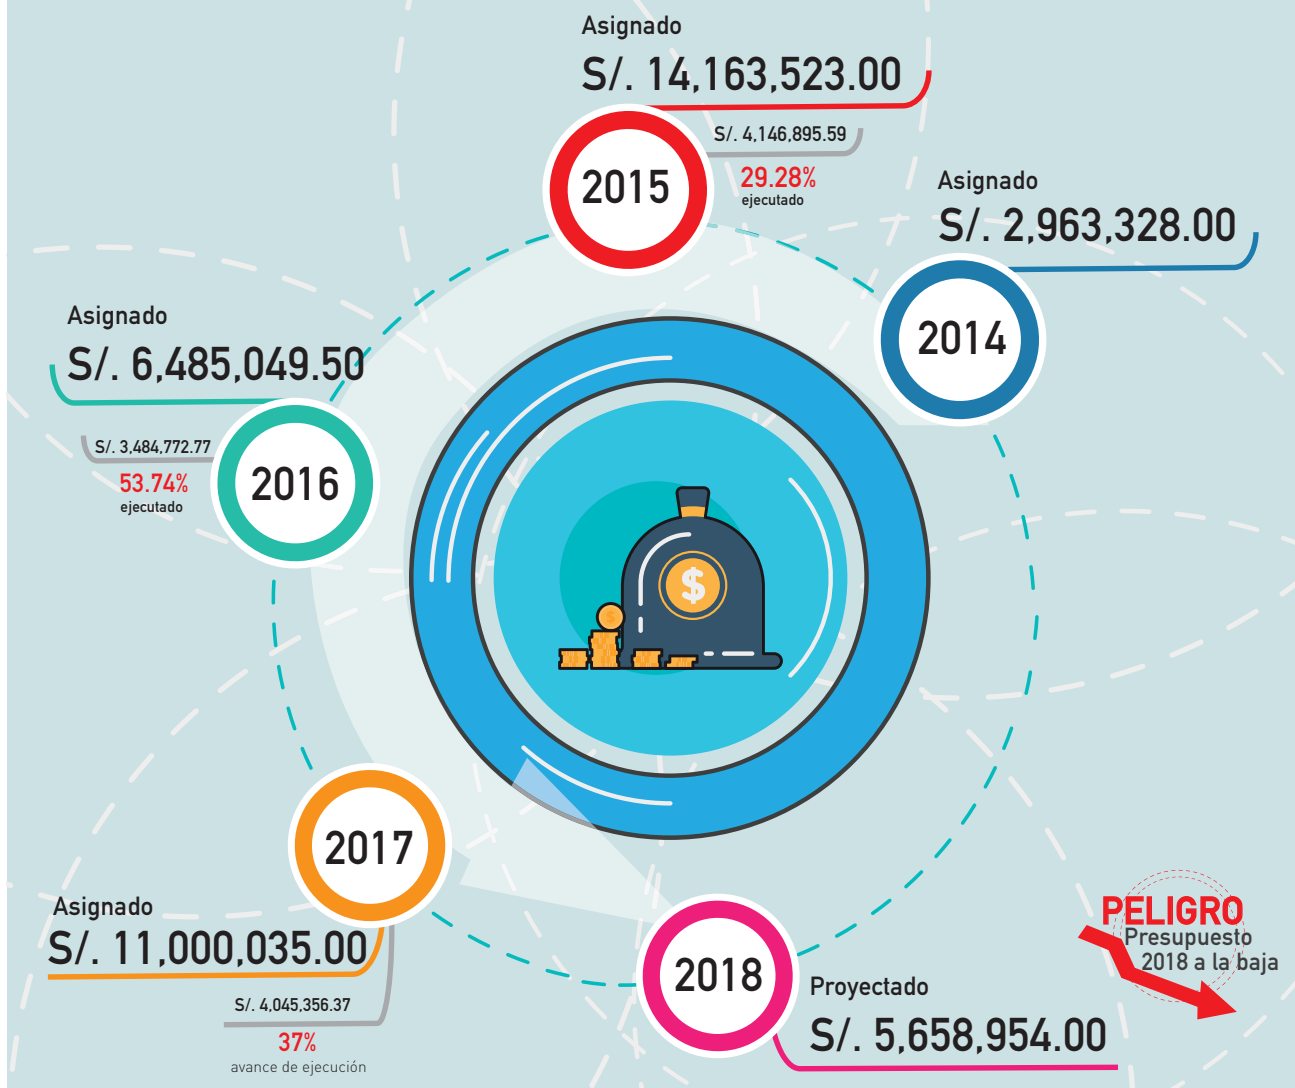 Asignado
S/. 14,163,523.00
S/. 4,146,895.59
29.28%
ejecutado
2015
Asignado
S/. 2,963,328.00
2014
Asignado
S/. 6,485,049.50
S/. 3,484,772.77
53.74%
ejecutado
2016
$
2017
Asignado
S/. 11,000,035.00
S/. 4,045,356.37
37%
avance de ejecución
2018
Proyectado
S/. 5,658,954.00
PELIGRO
Presupuesto
2018 a la baja